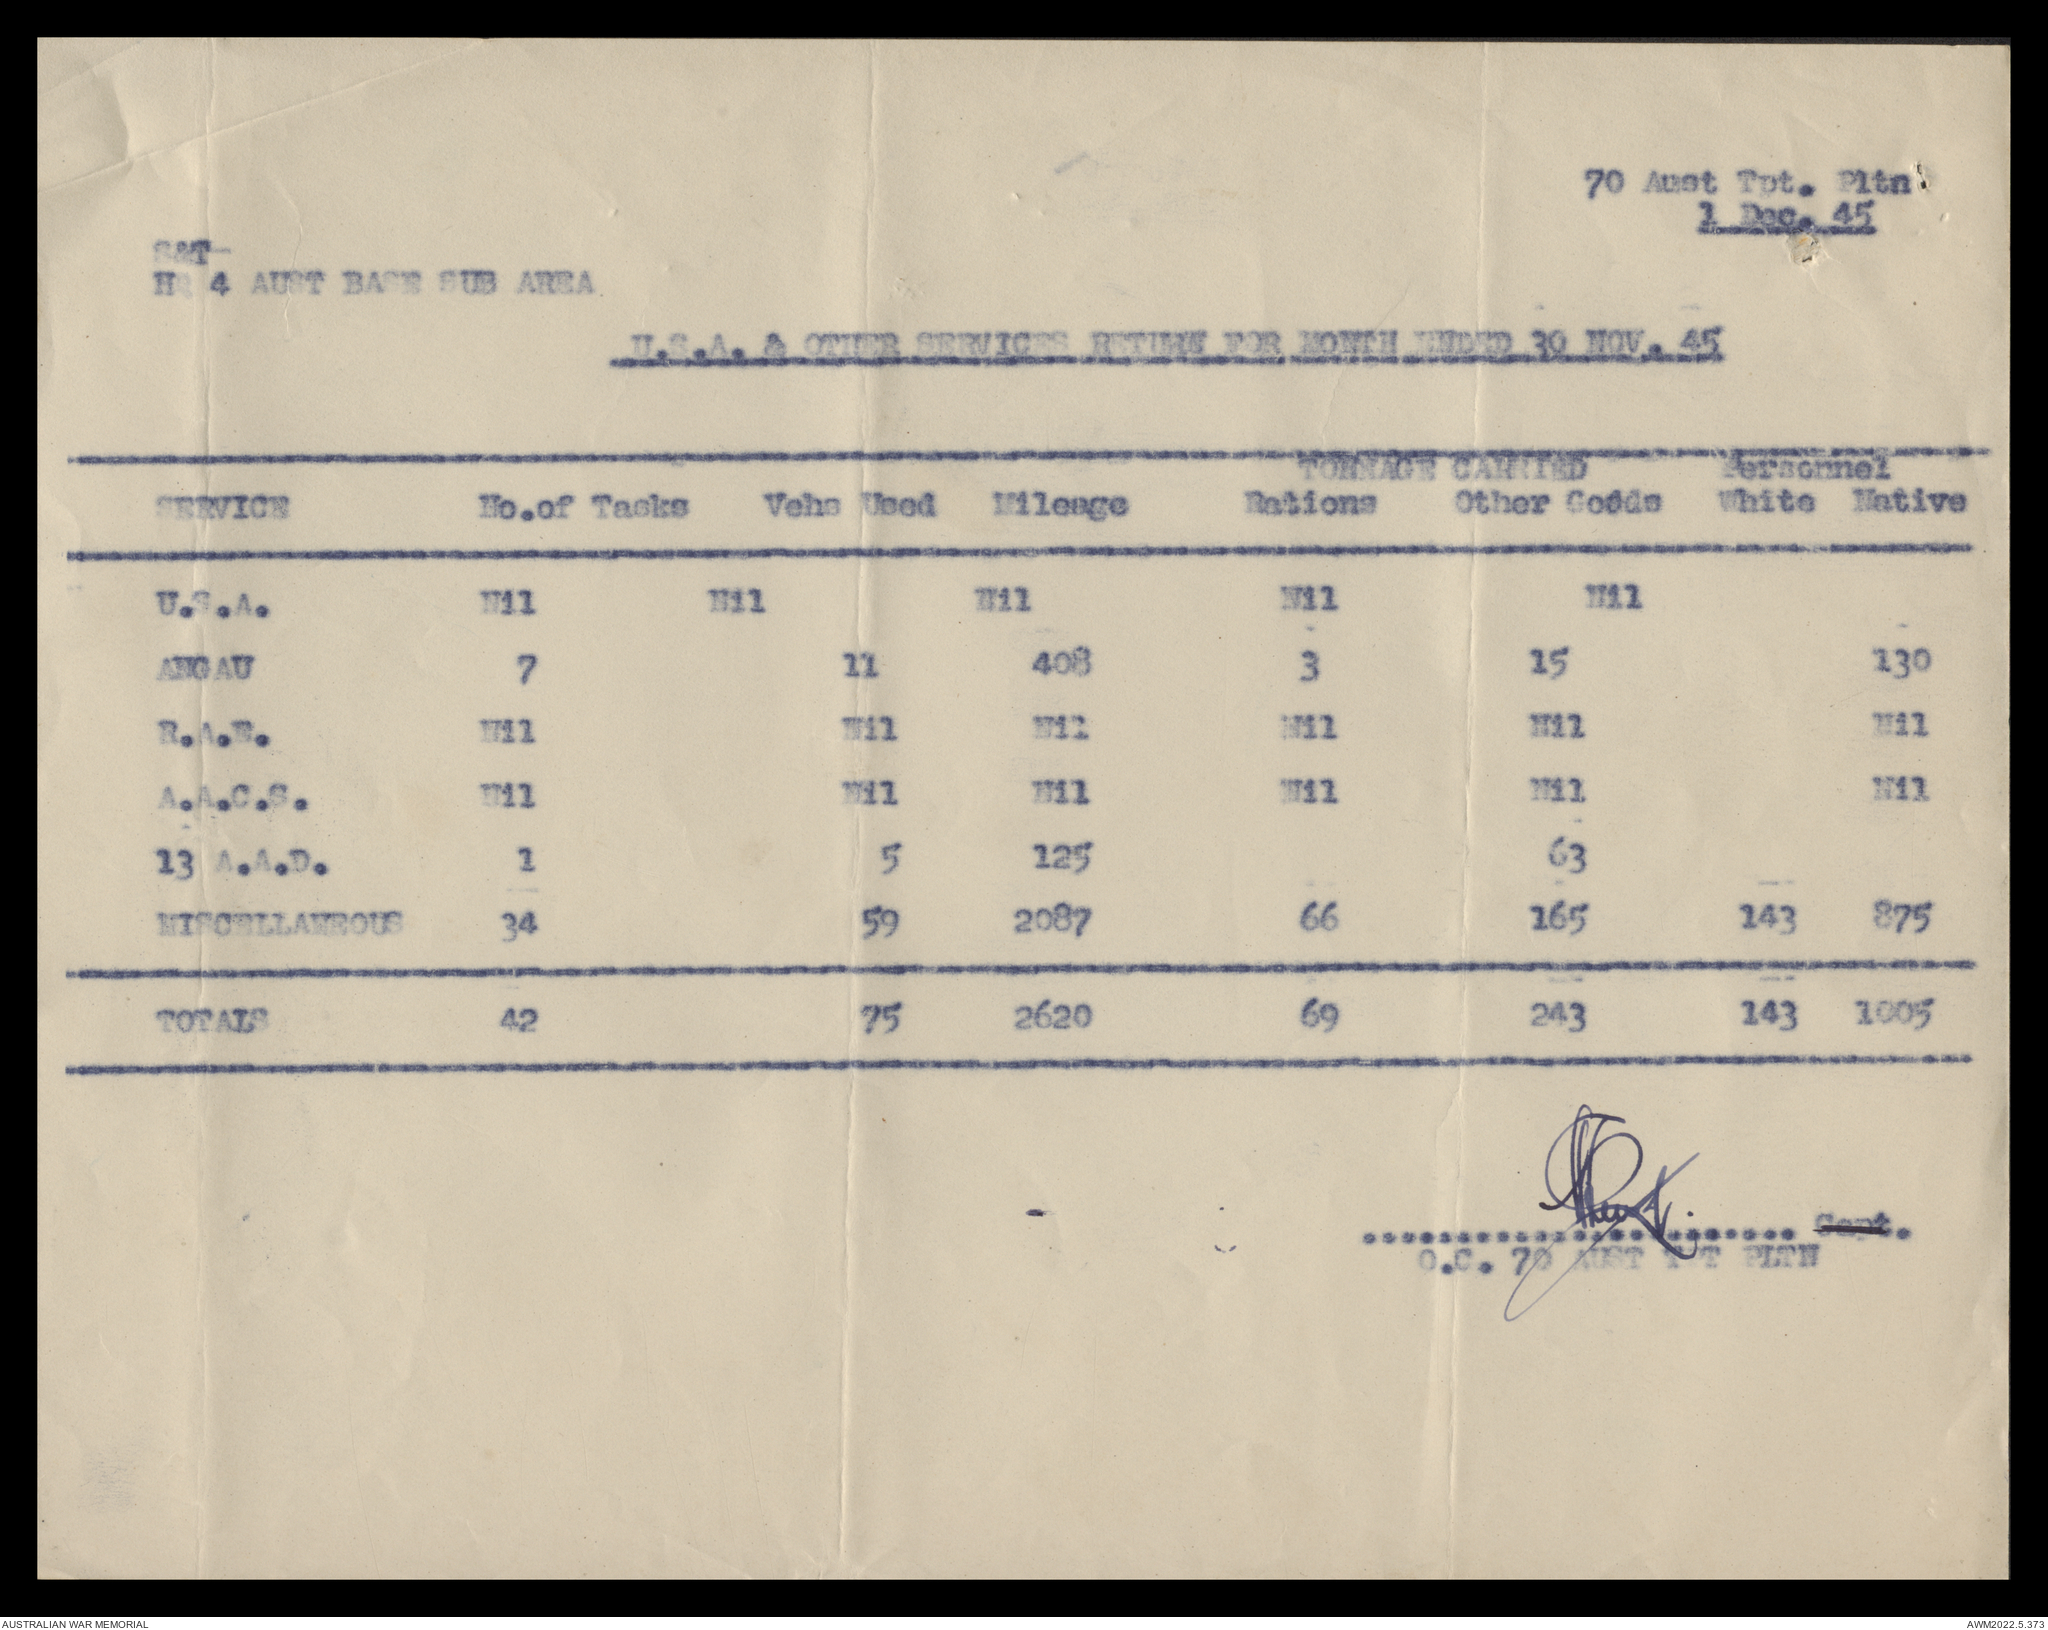 70 Aust Tpt. Pltn
1 Dec. 45
S&T
HQ 4 AUST BASE SUB AREA
U.S.A. & OTHER SERVICES RETURN FOR MONTH ENDED 30 NOV. 45
TONNAGE CARRIED Personnel
SERVICE No.of Tasks Vehs Used Mileage Rations Other Goods White Native
U.S.A. Nil Nil Nil Nil Nil
ANGAU 7 11 408 3 15 130
R.A.E. Nil Nil Nil Nil Nil Nil
A.A.C.S. Nil Nil Nil Nil Nil Nil
13 A.A.D. 1 5 125 63
MISCELLANEOUS 34 59 2087 66 165 143 875
TOTALS 42 75 2620 69 243 143 1005
........................ Capt.
O.C. 70 AUST TPT PLTN
AUSTRALIAN WAR MEMORIAL AWM2022.5.373